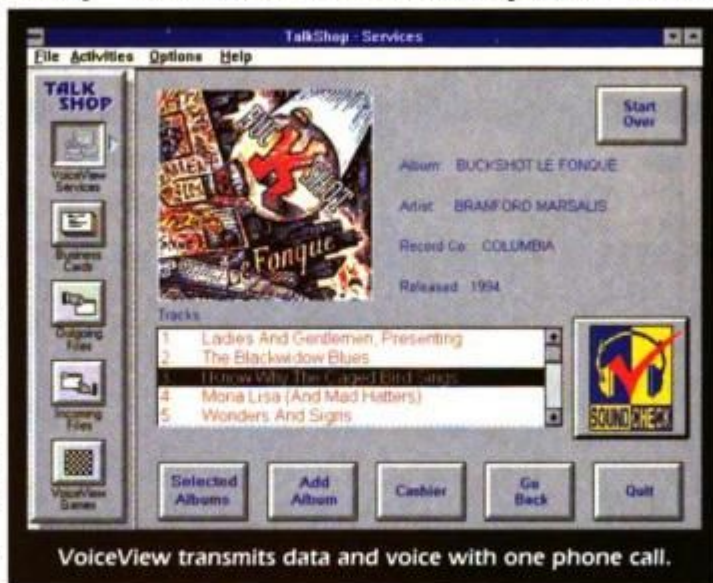 TalkShop - Services
File Activities Options Help
TALK
SHOP
VoiceView
Services
Business
Cards
Outgoing
Files
Incoming
Files
VoiceView
Games
Start
Over
Album BUCKSHOT LE FONQUE
Artist BRANFORD MARSALIS
Record Co COLUMBIA
Released 1994
Le Fonque
Tracks
1 Ladies And Gentlemen, Presenting
2 The Blackwidow Blues
3 I Know Why The Caged Bird Sings
4 Mona Lisa (And Mad Hatters)
5 Wonders And Signs
SOUND CHECK
Selected
Albums
Add
Album
Cashier
Go
Back
Quit
VoiceView transmits data and voice with one phone call.